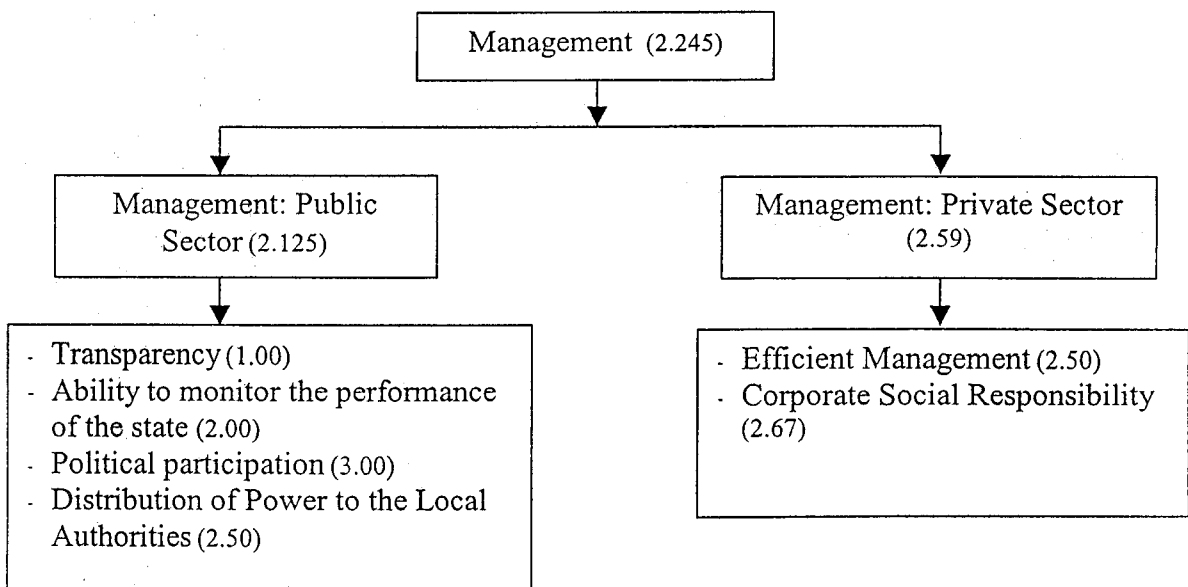 Management (2.245)
Management: Public
Sector (2.125)
Management: Private Sector
(2.59)
- Transparency (1.00)
- Ability to monitor the performance
of the state (2.00)
- Political participation (3.00)
- Distribution of Power to the Local
Authorities (2.50)
- Efficient Management (2.50)
- Corporate Social Responsibility
(2.67)